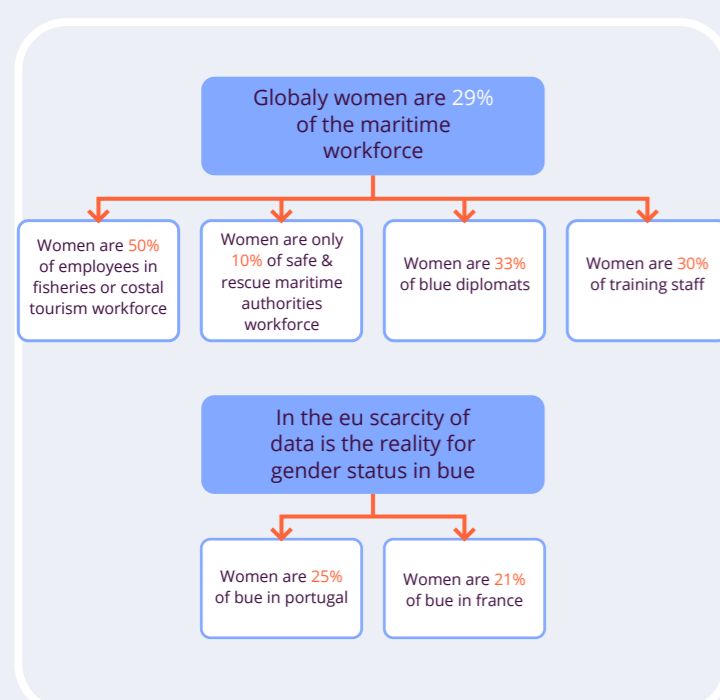 Globaly women are 29%
of the maritime
workforce
Women are 50%
of employees in
fisheries or costal
tourism workforce
Women are only
10% of safe &
rescue maritime
authorities
workforce
Women are 33%
of blue diplomats
Women are 30%
of training staff
In the eu scarcity of
data is the reality for
gender status in bue
Women are 25%
of bue in portugal
Women are 21%
of bue in france